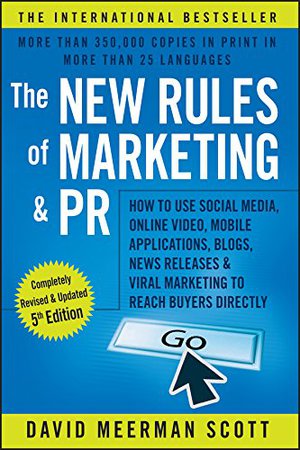 THE INTERNATIONAL BESTSELLER
MORE THAN 350,000 COPIES IN PRINT IN
MORE THAN 25 LANGUAGES
The NEW RULES
of MARKETING
& PR
HOW TO USE SOCIAL MEDIA,
ONLINE VIDEO, MOBILE
APPLICATIONS, BLOGS,
NEWS RELEASES &
VIRAL MARKETING TO
REACH BUYERS DIRECTLY
Completely
Revised & Updated
5th Edition
Go
DAVID MEERMAN SCOTT